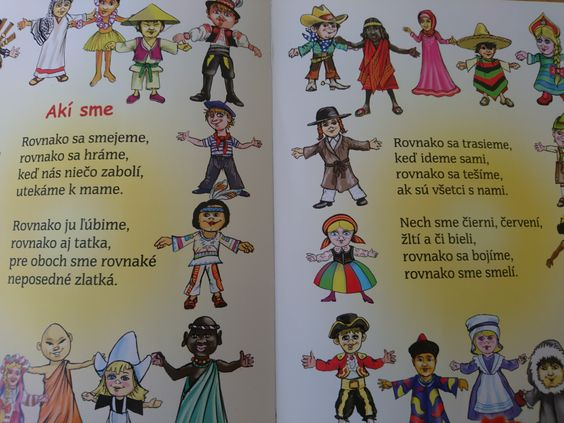 Akí sme
Rovnako sa smejeme,
rovnako sa hráme,
keď nás niečo zabolí,
utekáme k mame.
Rovnako ju ľúbime,
rovnako aj tatka,
pre oboch sme rovnaké
neposedné zlatká.
Rovnako sa trasieme,
keď ideme sami,
rovnako sa tešíme,
ak sú všetci s nami.
Nech sme čierni, červení,
žltí a či bieli,
rovnako sa bojíme,
rovnako sme smelí.